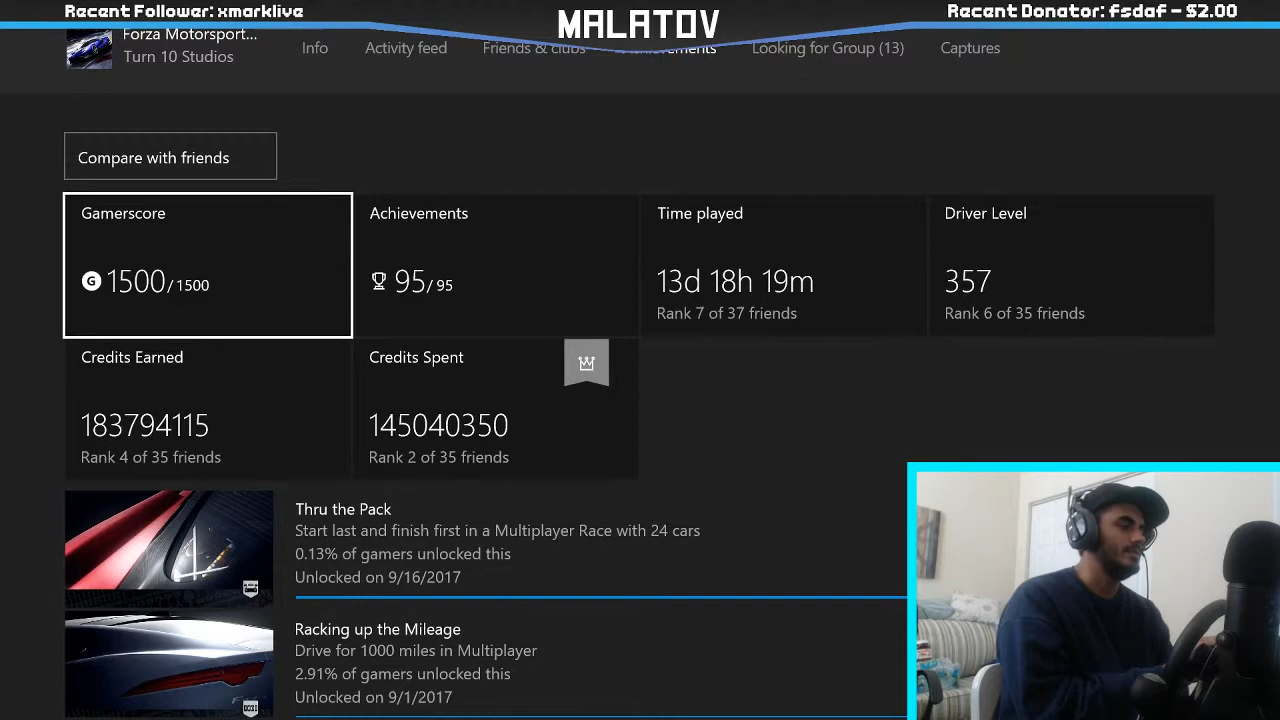 Recent Follower: xmarklive
MALATOV
Recent Donator: fsdaf - $2.00
Forza Motorsport...
Turn 10 Studios
Info
Activity feed
Friends & clubs
Achievements
Looking for Group (13)
Captures
Compare with friends
Gamerscore
G 1500/1500
Achievements
95/95
Time played
13d 18h 19m
Rank 7 of 37 friends
Driver Level
357
Rank 6 of 35 friends
Credits Earned
183794115
Rank 4 of 35 friends
Credits Spent
145040350
Rank 2 of 35 friends
Thru the Pack
Start last and finish first in a Multiplayer Race with 24 cars
0.13% of gamers unlocked this
Unlocked on 9/16/2017
Racking up the Mileage
Drive for 1000 miles in Multiplayer
2.91% of gamers unlocked this
Unlocked on 9/1/2017